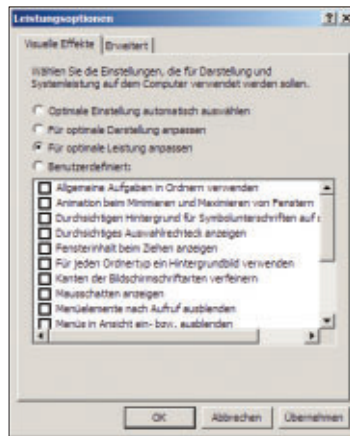 Leistungsoptionen
Visuelle Effekte
Erweitert
Wählen Sie die Einstellungen, die für Darstellung und
Systemleistung auf dem Computer verwendet werden sollen.
Optimale Einstellung automatisch auswählen
Für optimale Darstellung anpassen
Für optimale Leistung anpassen
Benutzerdefiniert:
Allgemeine Aufgaben in Ordnern verwenden
Animation beim Minimieren und Maximieren von Fenstern
Durchsichtigen Hintergrund für Symbolunterschriften auf
Durchsichtiges Auswahlrechteck anzeigen
Fensterinhalt beim Ziehen anzeigen
Für jeden Ordnertyp ein Hintergrundbild verwenden
Kanten der Bildschirmschriftarten verfeinern
Mausschatten anzeigen
Menüelemente nach Aufruf ausblenden
Menüs in Ansicht ein- bzw. ausblenden
OK
Abbrechen
Übernehmen